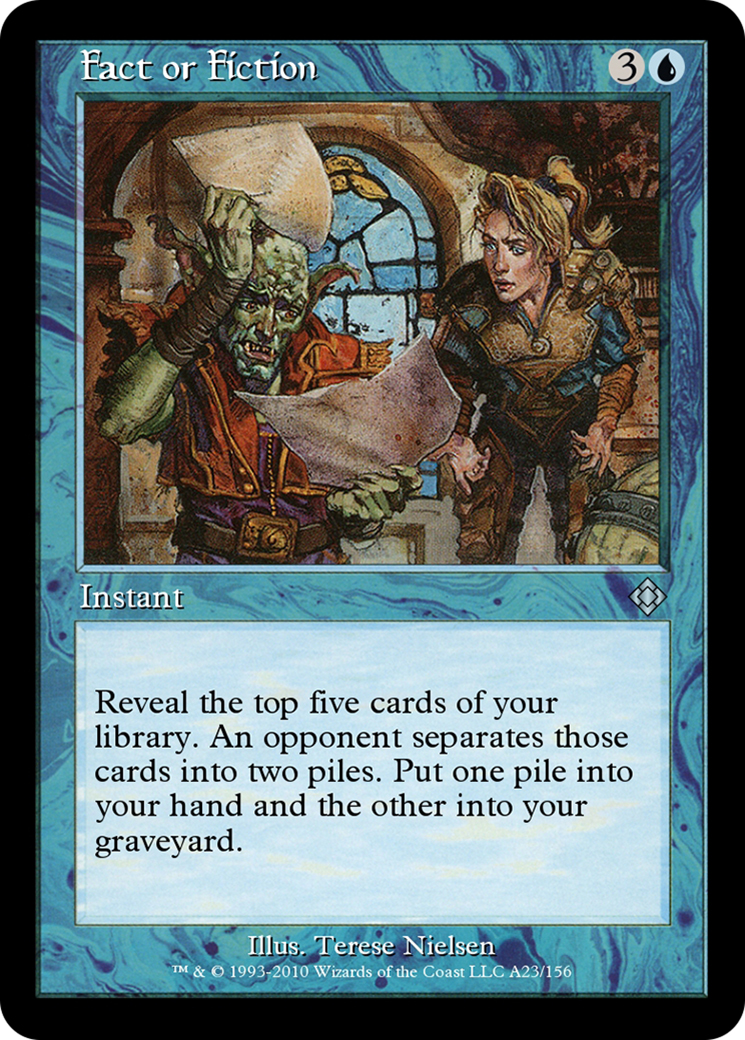 Fact or Fiction 3
Instant
Reveal the top five cards of your
library. An opponent separates those
cards into two piles. Put one pile into
your hand and the other into your
graveyard.
Illus. Terese Nielsen
™ & © 1993-2010 Wizards of the Coast LLC A23/156